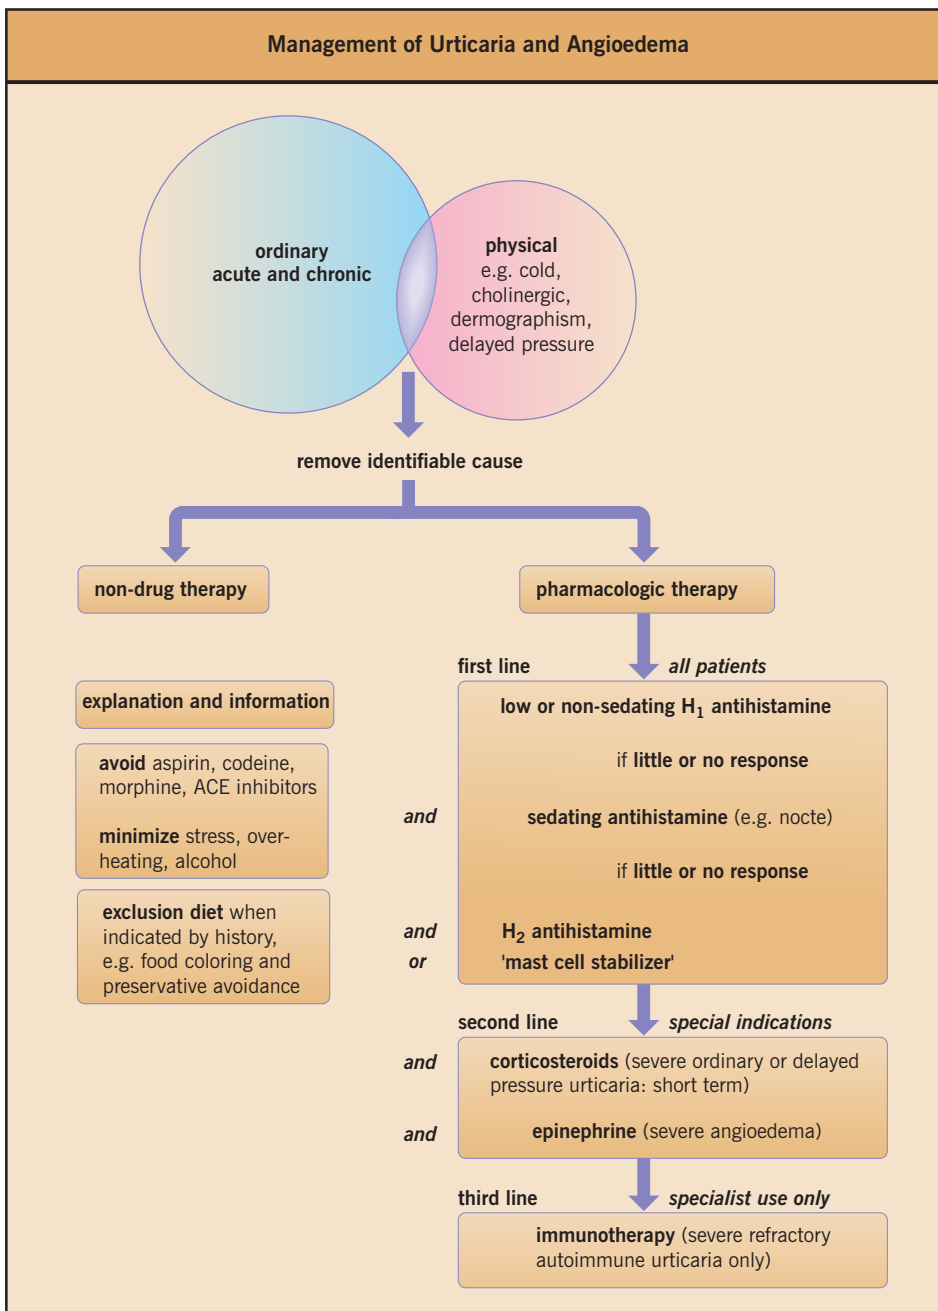 Management of Urticaria and Angioedema
ordinary
acute and chronic
physical
e.g. cold,
cholinergic,
dermographism,
delayed pressure
remove identifiable cause
non-drug therapy
explanation and information
avoid aspirin, codeine,
morphine, ACE inhibitors
minimize stress, over-
heating, alcohol
exclusion diet when
indicated by history,
e.g. food coloring and
preservative avoidance
pharmacologic therapy
first line all patients
low or non-sedating H₁ antihistamine
if little or no response
and sedating antihistamine (e.g. nocte)
if little or no response
and H₂ antihistamine
or 'mast cell stabilizer'
second line special indications
and corticosteroids (severe ordinary or delayed
pressure urticaria: short term)
and epinephrine (severe angioedema)
third line specialist use only
immunotherapy (severe refractory
autoimmune urticaria only)